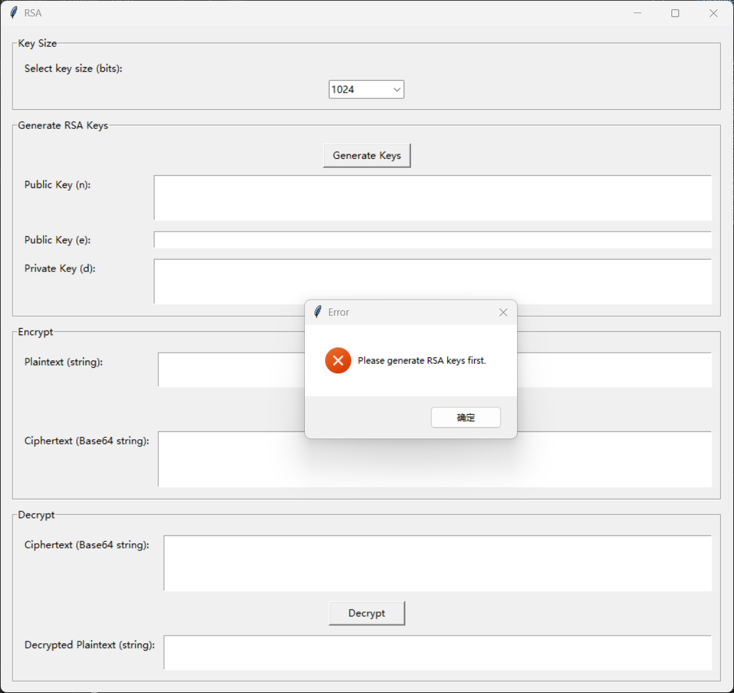 RSA
Key Size
Select key size (bits):
1024
Generate RSA Keys
Generate Keys
Public Key (n):
Public Key (e):
Private Key (d):
Error
Please generate RSA keys first.
确定
Encrypt
Plaintext (string):
Ciphertext (Base64 string):
Decrypt
Ciphertext (Base64 string):
Decrypt
Decrypted Plaintext (string):